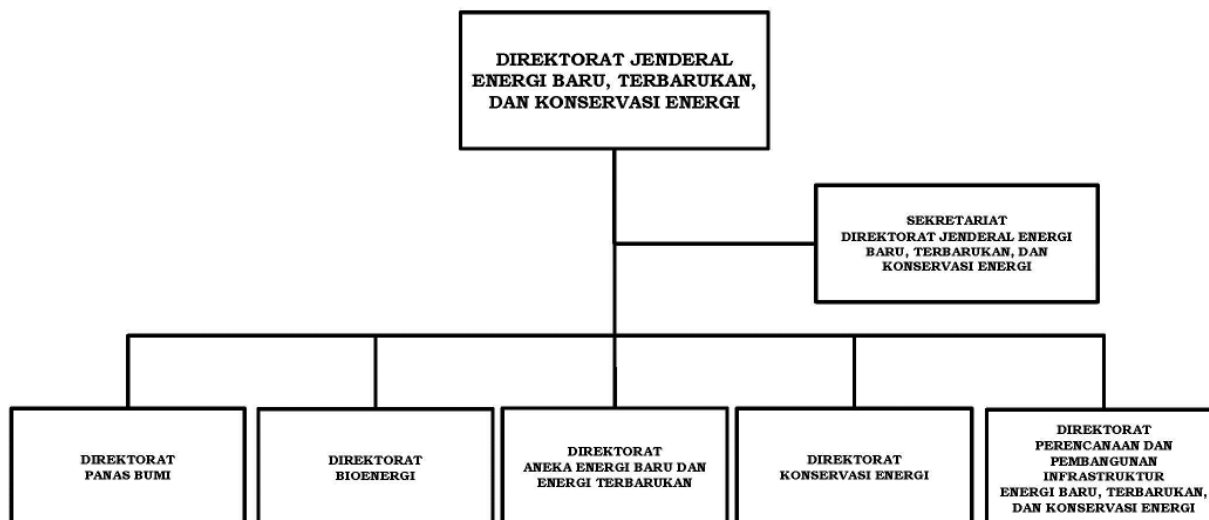 DIREKTORAT JENDERAL
ENERGI BARU, TERBARUKAN,
DAN KONSERVASI ENERGI
SEKRETARIAT
DIREKTORAT JENDERAL ENERGI
BARU, TERBARUKAN, DAN
KONSERVASI ENERGI
DIREKTORAT
PANAS BUMI
DIREKTORAT
BIOENERGI
DIREKTORAT
ANEKA ENERGI BARU DAN
ENERGI TERBARUKAN
DIREKTORAT
KONSERVASI ENERGI
DIREKTORAT
PERENCANAAN DAN
PEMBANGUNAN
INFRASTRUKTUR
ENERGI BARU, TERBARUKAN,
DAN KONSERVASI ENERGI